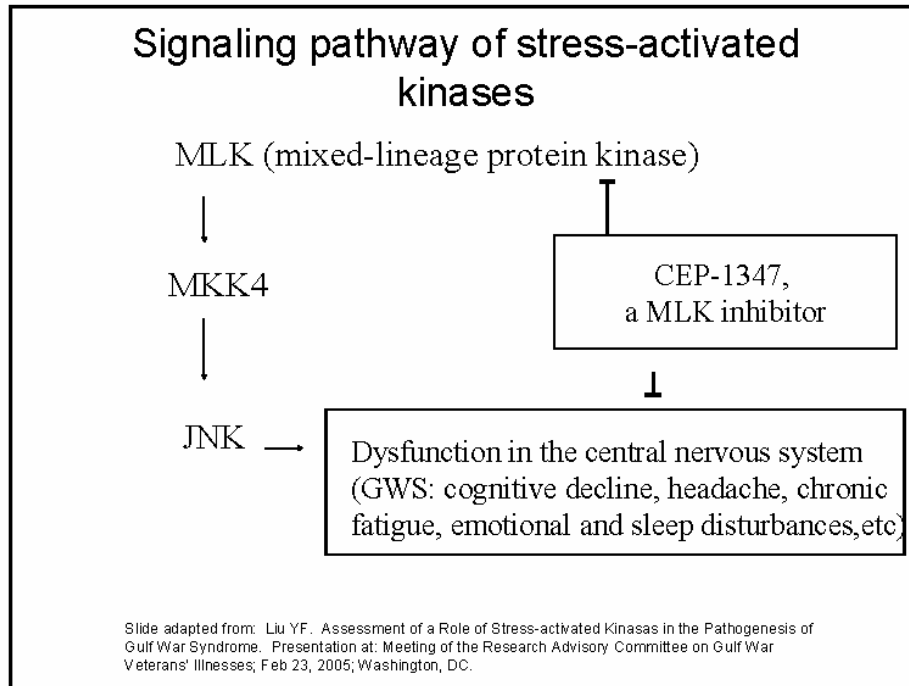 Signaling pathway of stress-activated
kinases
MLK (mixed-lineage protein kinase)
MKK4
CEP-1347,
a MLK inhibitor
JNK
Dysfunction in the central nervous system
(GWS: cognitive decline, headache, chronic
fatigue, emotional and sleep disturbances,etc)
Slide adapted from: Liu YF. Assessment of a Role of Stress-activated Kinasas in the Pathogenesis of
Gulf War Syndrome. Presentation at: Meeting of the Research Advisory Committee on Gulf War
Veterans' Illnesses; Feb 23, 2005; Washington, DC.